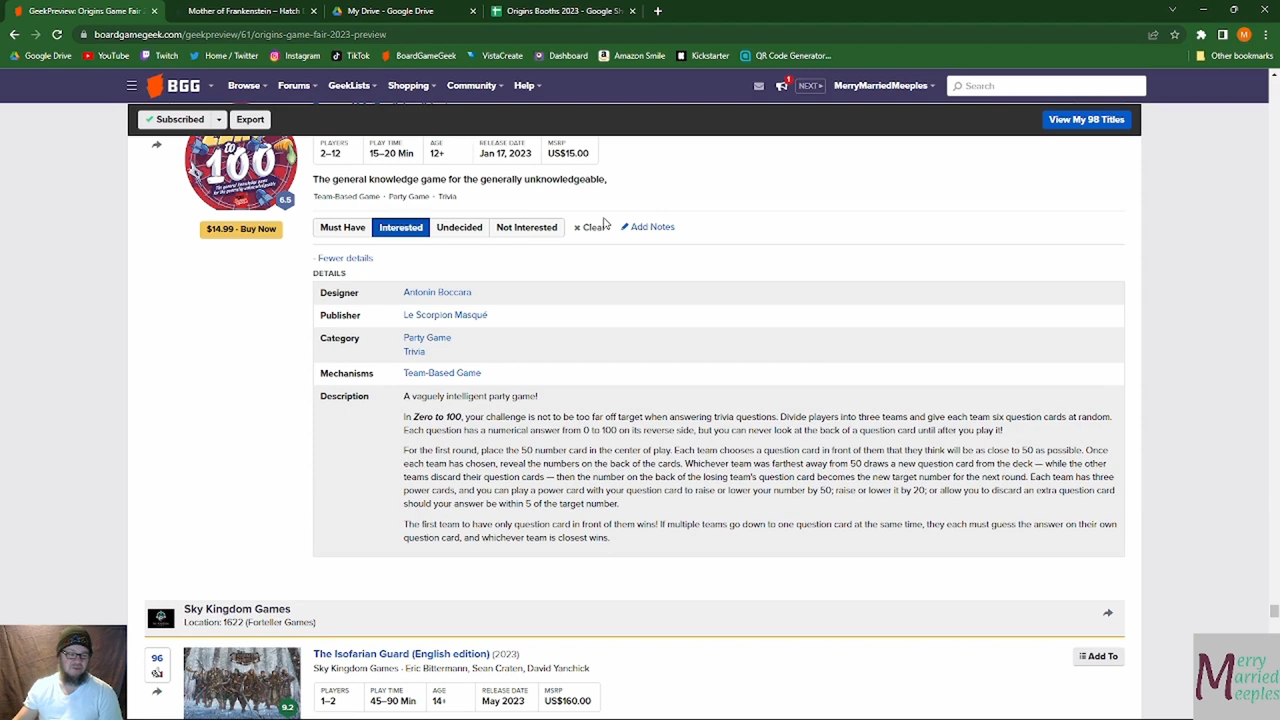 GeekPreview: Origins Game Fair
Mother of Frankenstein – Hatch
My Drive - Google Drive
Origins Booths 2023 - Google Sh
boardgamegeek.com/geekpreview/61/origins-game-fair-2023-preview
Google Drive YouTube Twitch Home / Twitter Instagram TikTok BoardGameGeek VistaCreate Dashboard Amazon Smile Kickstarter QR Code Generator... Other bookmarks
BGG Browse Forums GeekLists Shopping Community Help 1 NEXT MerryMarriedMeeples Search
Subscribed Export View My 98 Titles
to 100
6.5
$14.99 - Buy Now
PLAYERS PLAY TIME AGE RELEASE DATE MSRP
2–12 15–20 Min 12+ Jan 17, 2023 US$15.00
The general knowledge game for the generally unknowledgeable,
Team-Based Game · Party Game · Trivia
Must Have Interested Undecided Not Interested × Clear Add Notes
- Fewer details
DETAILS
Designer Antonin Boccara
Publisher Le Scorpion Masqué
Category Party Game
Trivia
Mechanisms Team-Based Game
Description A vaguely intelligent party game!
In Zero to 100, your challenge is not to be too far off target when answering trivia questions. Divide players into three teams and give each team six question cards at random.
Each question has a numerical answer from 0 to 100 on its reverse side, but you can never look at the back of a question card until after you play it!
For the first round, place the 50 number card in the center of play. Each team chooses a question card in front of them that they think will be as close to 50 as possible. Once
each team has chosen, reveal the numbers on the back of the cards. Whichever team was farthest away from 50 draws a new question card from the deck — while the other
teams discard their question cards — then the number on the back of the losing team's question card becomes the new target number for the next round. Each team has three
power cards, and you can play a power card with your question card to raise or lower your number by 50; raise or lower it by 20; or allow you to discard an extra question card
should your answer be within 5 of the target number.
The first team to have only question card in front of them wins! If multiple teams go down to one question card at the same time, they each must guess the answer on their own
question card, and whichever team is closest wins.
Sky Kingdom Games
Location: 1622 (Forteller Games)
96
The Isofarian Guard (English edition) (2023)
Add To
Sky Kingdom Games - Eric Bittermann, Sean Craten, David Yanchick
PLAYERS PLAY TIME AGE RELEASE DATE MSRP
1–2 45–90 Min 14+ May 2023 US$160.00
9.2
Merry
Married
Meeples